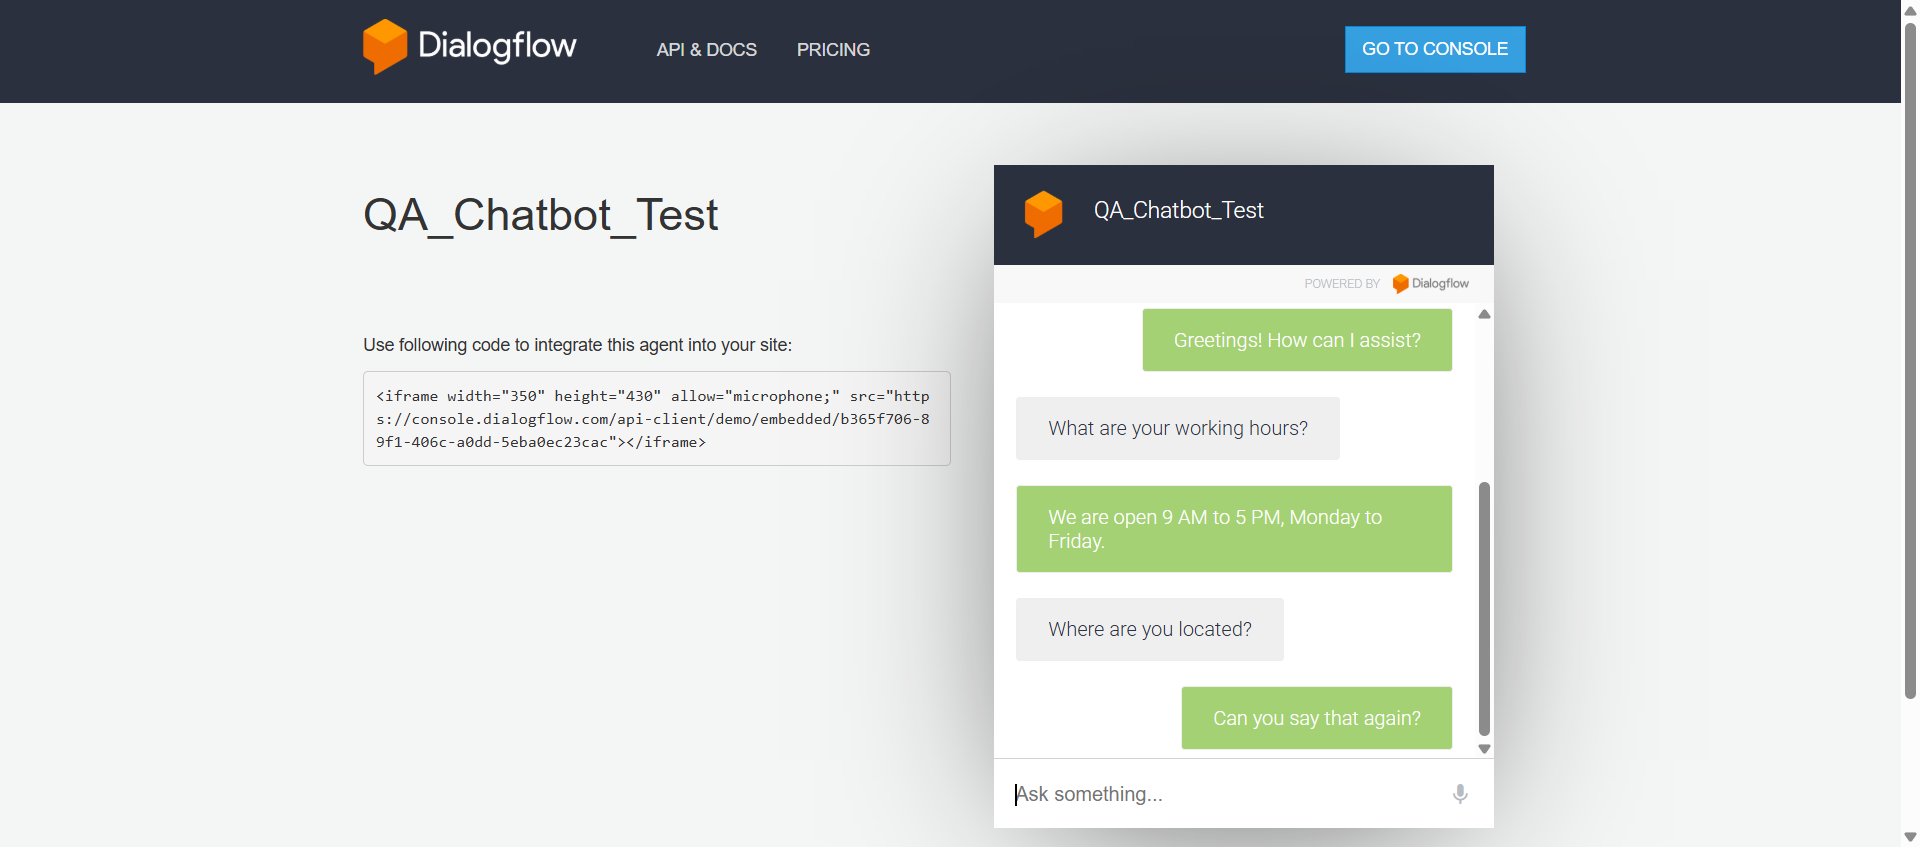 Dialogflow
API & DOCS
PRICING
GO TO CONSOLE
QA_Chatbot_Test
Use following code to integrate this agent into your site:
<iframe width="350" height="430" allow="microphone;" src="http
s://console.dialogflow.com/api-client/demo/embedded/b365f706-8
9f1-406c-a0dd-5eba0ec23cac"></iframe>
QA_Chatbot_Test
POWERED BY Dialogflow
Greetings! How can I assist?
What are your working hours?
We are open 9 AM to 5 PM, Monday to
Friday.
Where are you located?
Can you say that again?
Ask something...